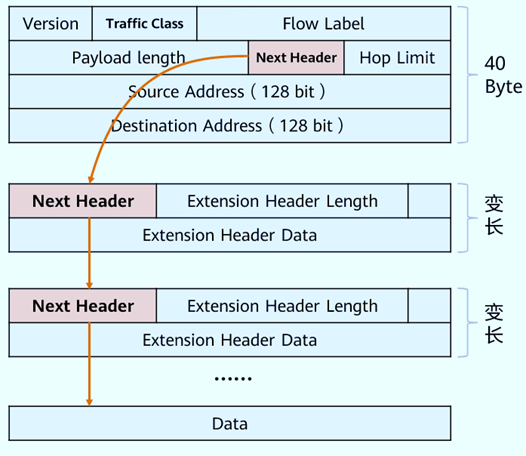 Version Traffic Class Flow Label
Payload length Next Header Hop Limit
Source Address ( 128 bit )
Destination Address ( 128 bit )
40
Byte
Next Header Extension Header Length
Extension Header Data
变
长
Next Header Extension Header Length
Extension Header Data
变
长
······
Data